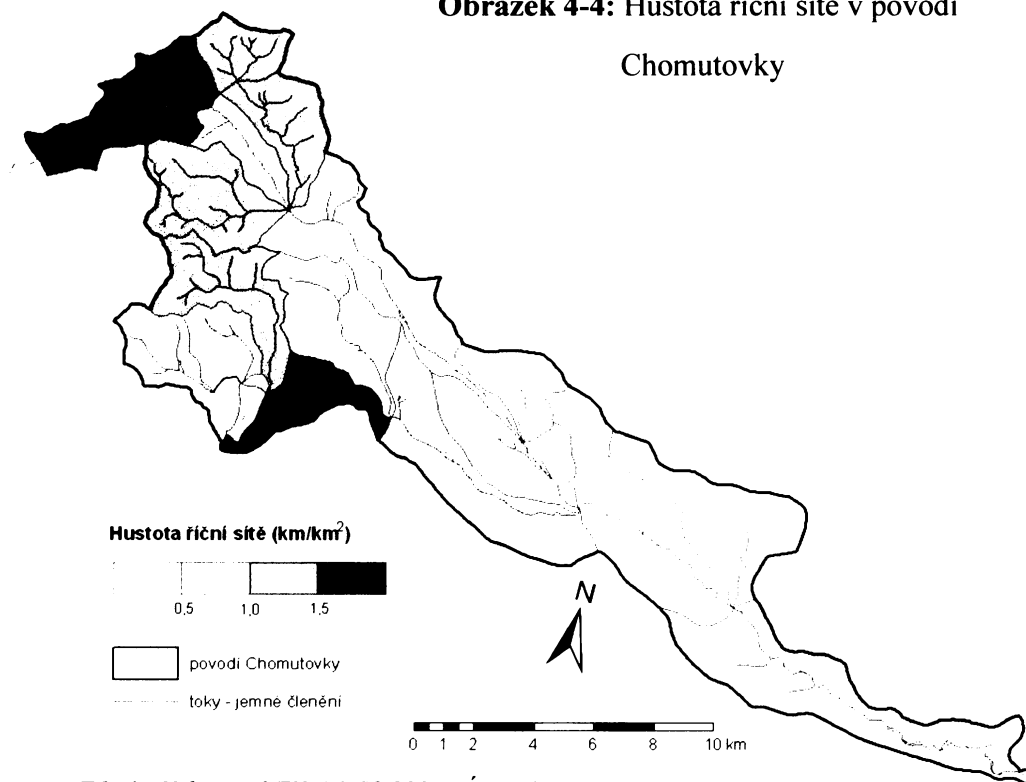 Obrázek 4-4: Hustota říční sítě v povodí
Chomutovky
Hustota říční sítě (km/km²)
0,5 1,0 1,5
N
povodí Chomutovky
toky - jemné členění
0 1 2 4 6 8 10 km